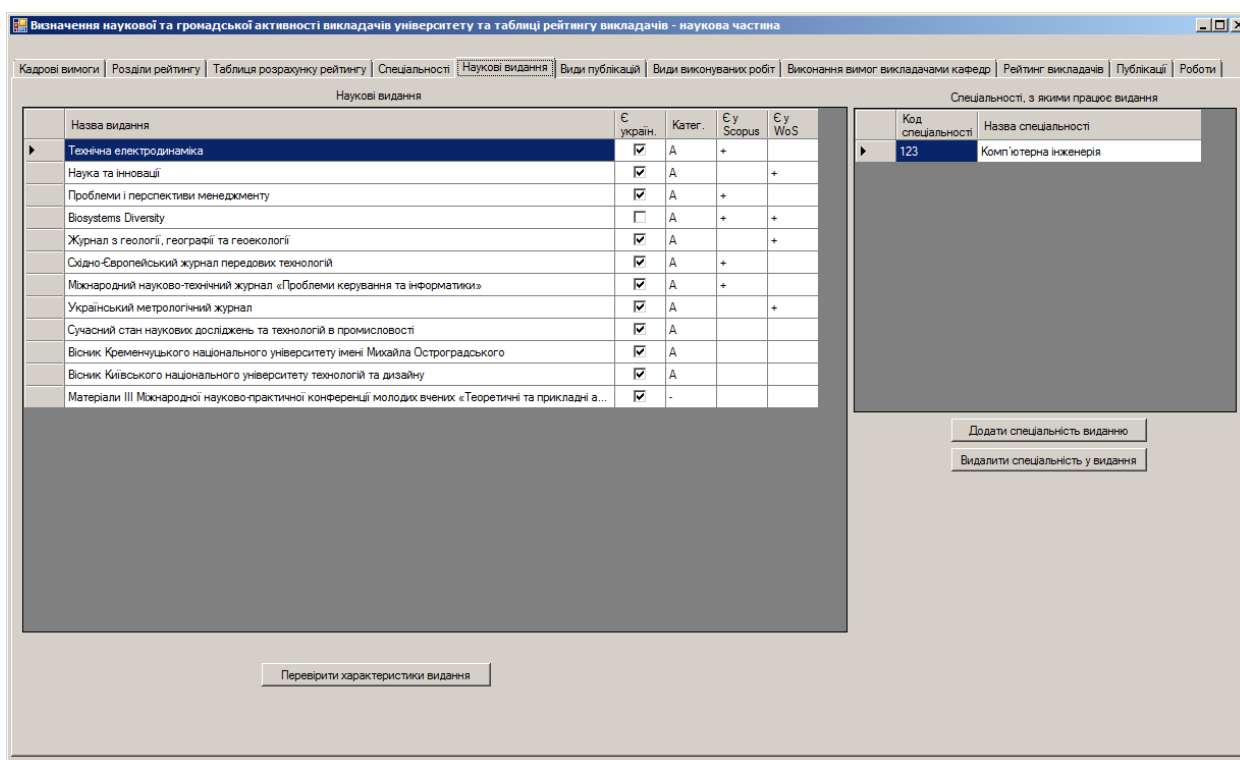 Визначення наукової та громадської активності викладачів університету та таблиці рейтингу викладачів - наукова частина
Кадрові вимоги Розділи рейтингу Таблиця розрахунку рейтингу Спеціальності Наукові видання Види публікацій Види виконуваних робіт Виконання вимог викладачами кафедр Рейтинг викладачів Публікації Роботи
Наукові видання
Назва видання Є україн. Катег. Є у Scopus Є у WoS
Технічна електродинаміка А +
Наука та інновації А +
Проблеми і перспективи менеджменту А +
Biosystems Diversity А + +
Журнал з геології, географії та геоекології А +
Східно-Європейський журнал передових технологій А +
Міжнародний науково-технічний журнал «Проблеми керування та інформатики» А +
Український метрологічний журнал А +
Сучасний стан наукових досліджень та технологій в промисловості А
Вісник Кременчуцького національного університету імені Михайла Остроградського А
Вісник Київського національного університету технологій та дизайну А
Матеріали III Міжнародної науково-практичної конференції молодих вчених «Теоретичні та прикладні а... -
Перевірити характеристики видання
Спеціальності, з якими працює видання
Код спеціальності Назва спеціальності
123 Комп'ютерна інженерія
Додати спеціальність виданню
Видалити спеціальність у видання